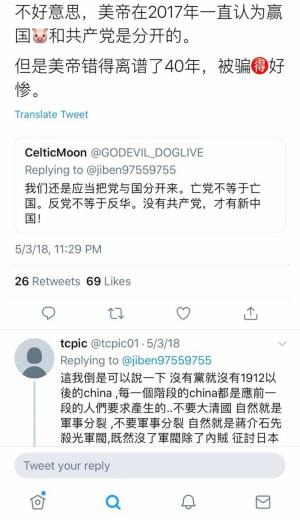 不好意思，美帝在2017年一直认为赢
国🐷和共产党是分开的。
但是美帝错得离谱了40年，被骗🉐好
惨。
Translate Tweet
CelticMoon @GODEVIL_DOGLIVE
Replying to @jiben97559755
我们还是应当把党与国分开来。亡党不等于亡
国。反党不等于反华。没有共产党，才有新中
国！
5/3/18, 11:29 PM
26 Retweets 69 Likes
tcpic @tcpic01 · 5/3/18
Replying to @jiben97559755
這我倒是可以說一下 沒有黨就沒有1912以
後的china ,每一個階段的china都是應前一
段的人們要求產生的..不要大清國 自然就是
軍事分裂 ,不要軍事分裂 自然就是蔣介石先
殺光軍閥,既然沒了軍閥除了內賊 征討日本
Tweet your reply